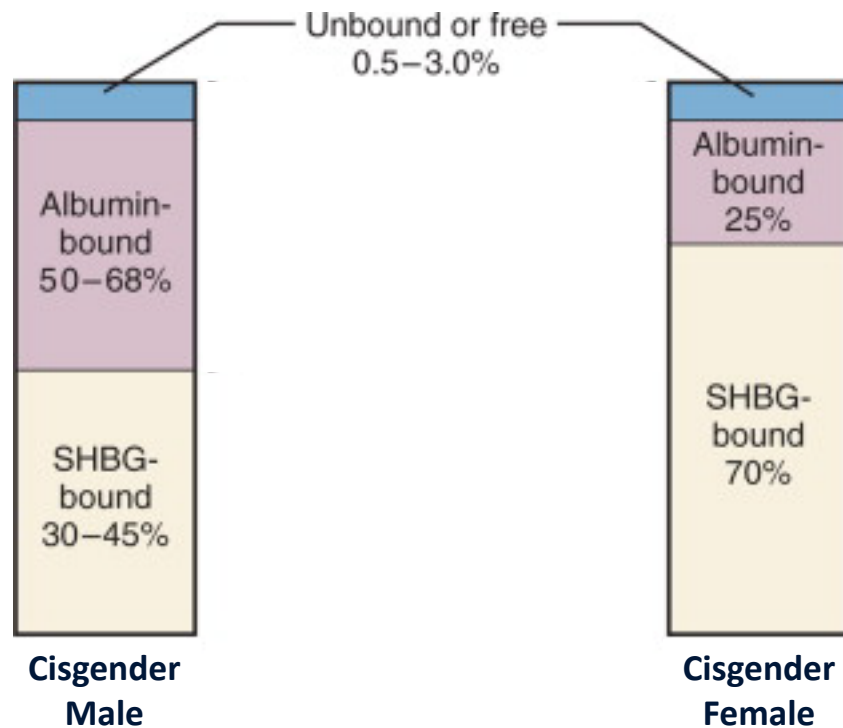 Unbound or free
0.5–3.0%
Albumin-
bound
50–68%
SHBG-
bound
30–45%
Cisgender
Male
Albumin-
bound
25%
SHBG-
bound
70%
Cisgender
Female